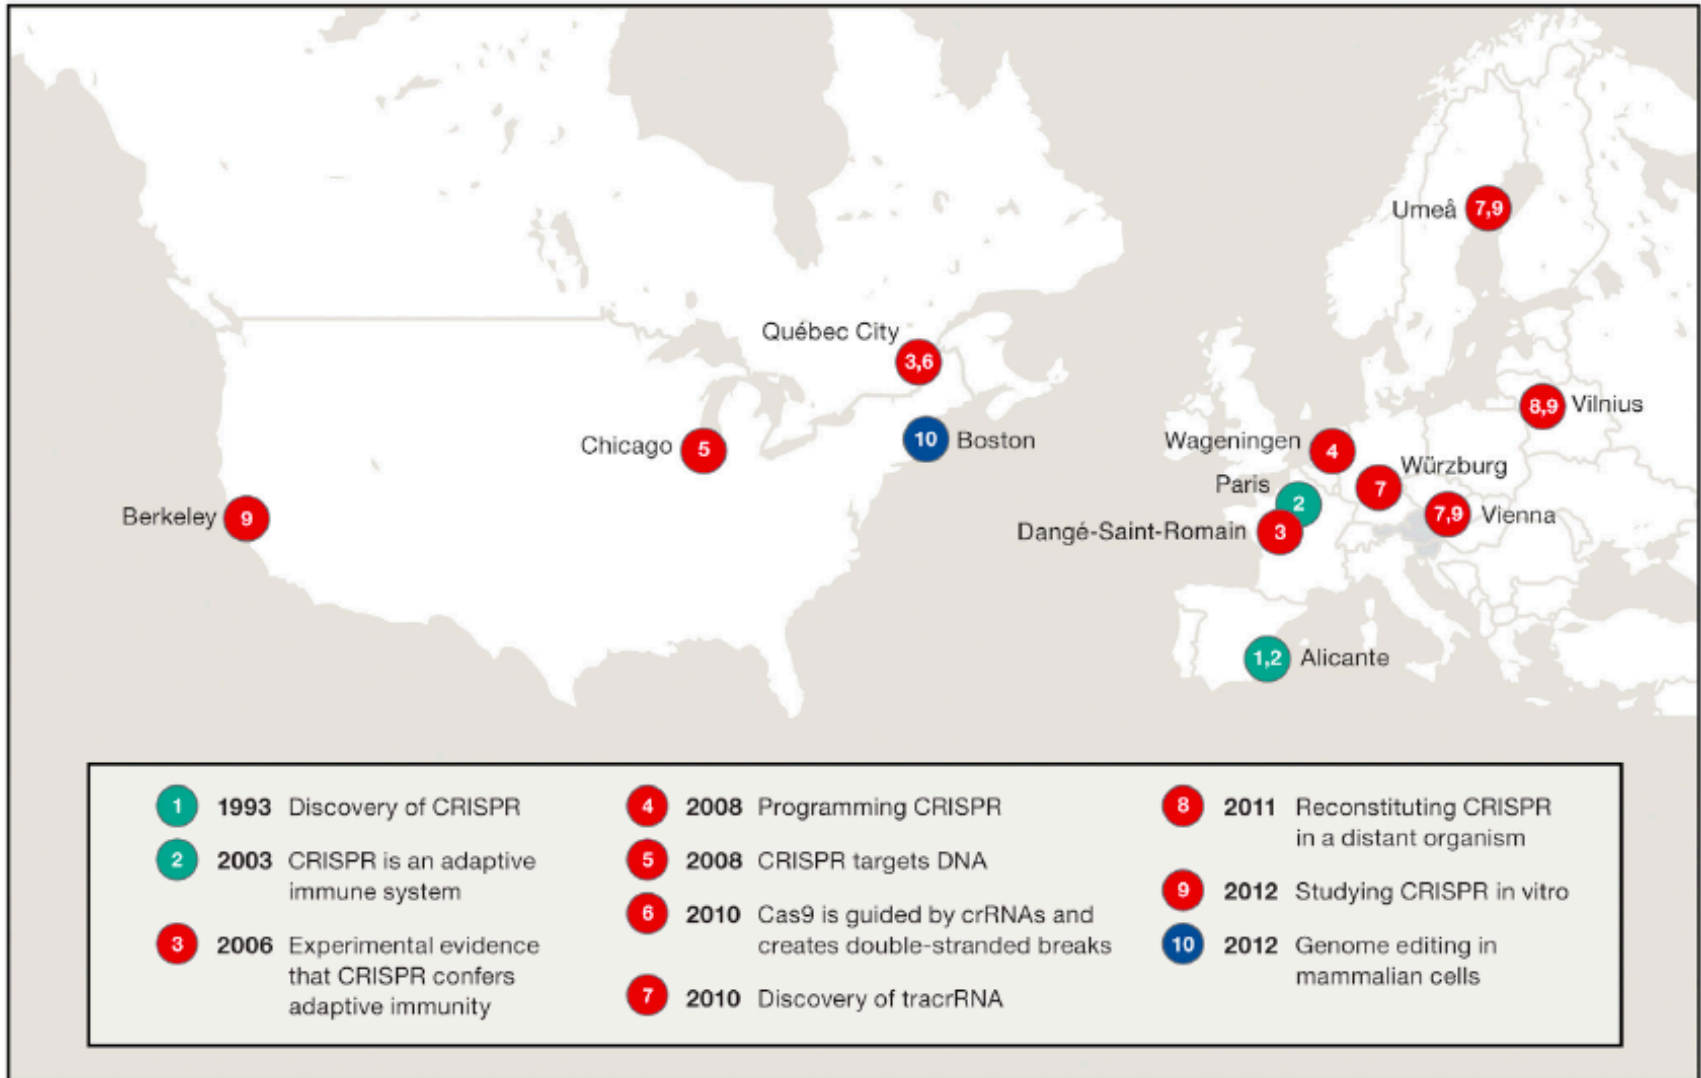 Umeå 7,9
Québec City
3,6
8,9 Vilnius
Chicago 5
10 Boston
Wageningen 4
Würzburg
7
Paris
2
7,9 Vienna
Berkeley 9
Dangé-Saint-Romain 3
1,2 Alicante
1 1993 Discovery of CRISPR
2 2003 CRISPR is an adaptive
immune system
3 2006 Experimental evidence
that CRISPR confers
adaptive immunity
4 2008 Programming CRISPR
5 2008 CRISPR targets DNA
6 2010 Cas9 is guided by crRNAs and
creates double-stranded breaks
7 2010 Discovery of tracrRNA
8 2011 Reconstituting CRISPR
in a distant organism
9 2012 Studying CRISPR in vitro
10 2012 Genome editing in
mammalian cells